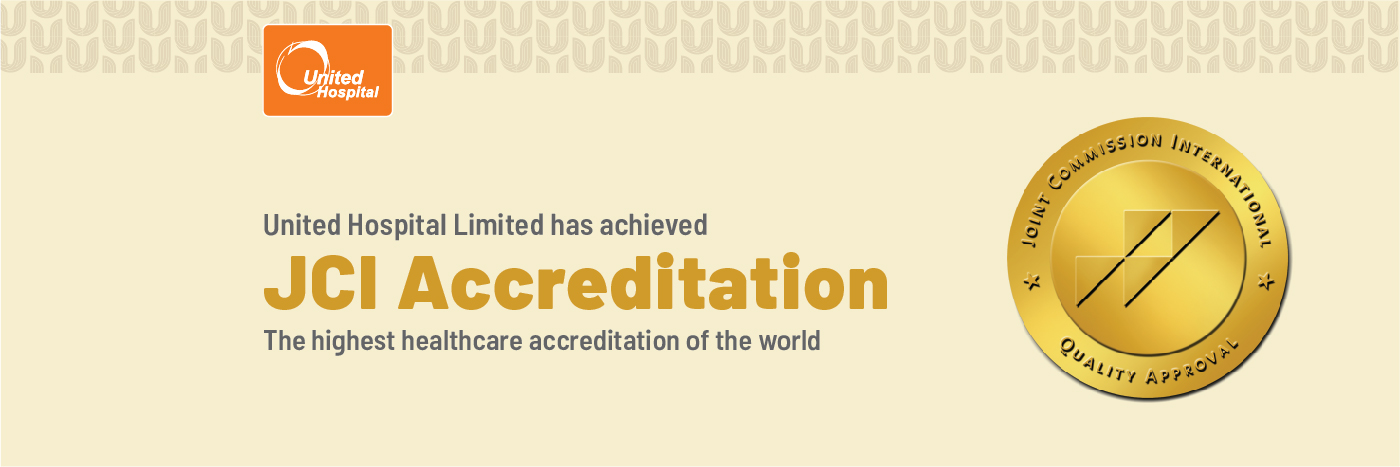 United
Hospital
United Hospital Limited has achieved
JCI Accreditation
The highest healthcare accreditation of the world
JOINT COMMISSION INTERNATIONAL
QUALITY APPROVAL